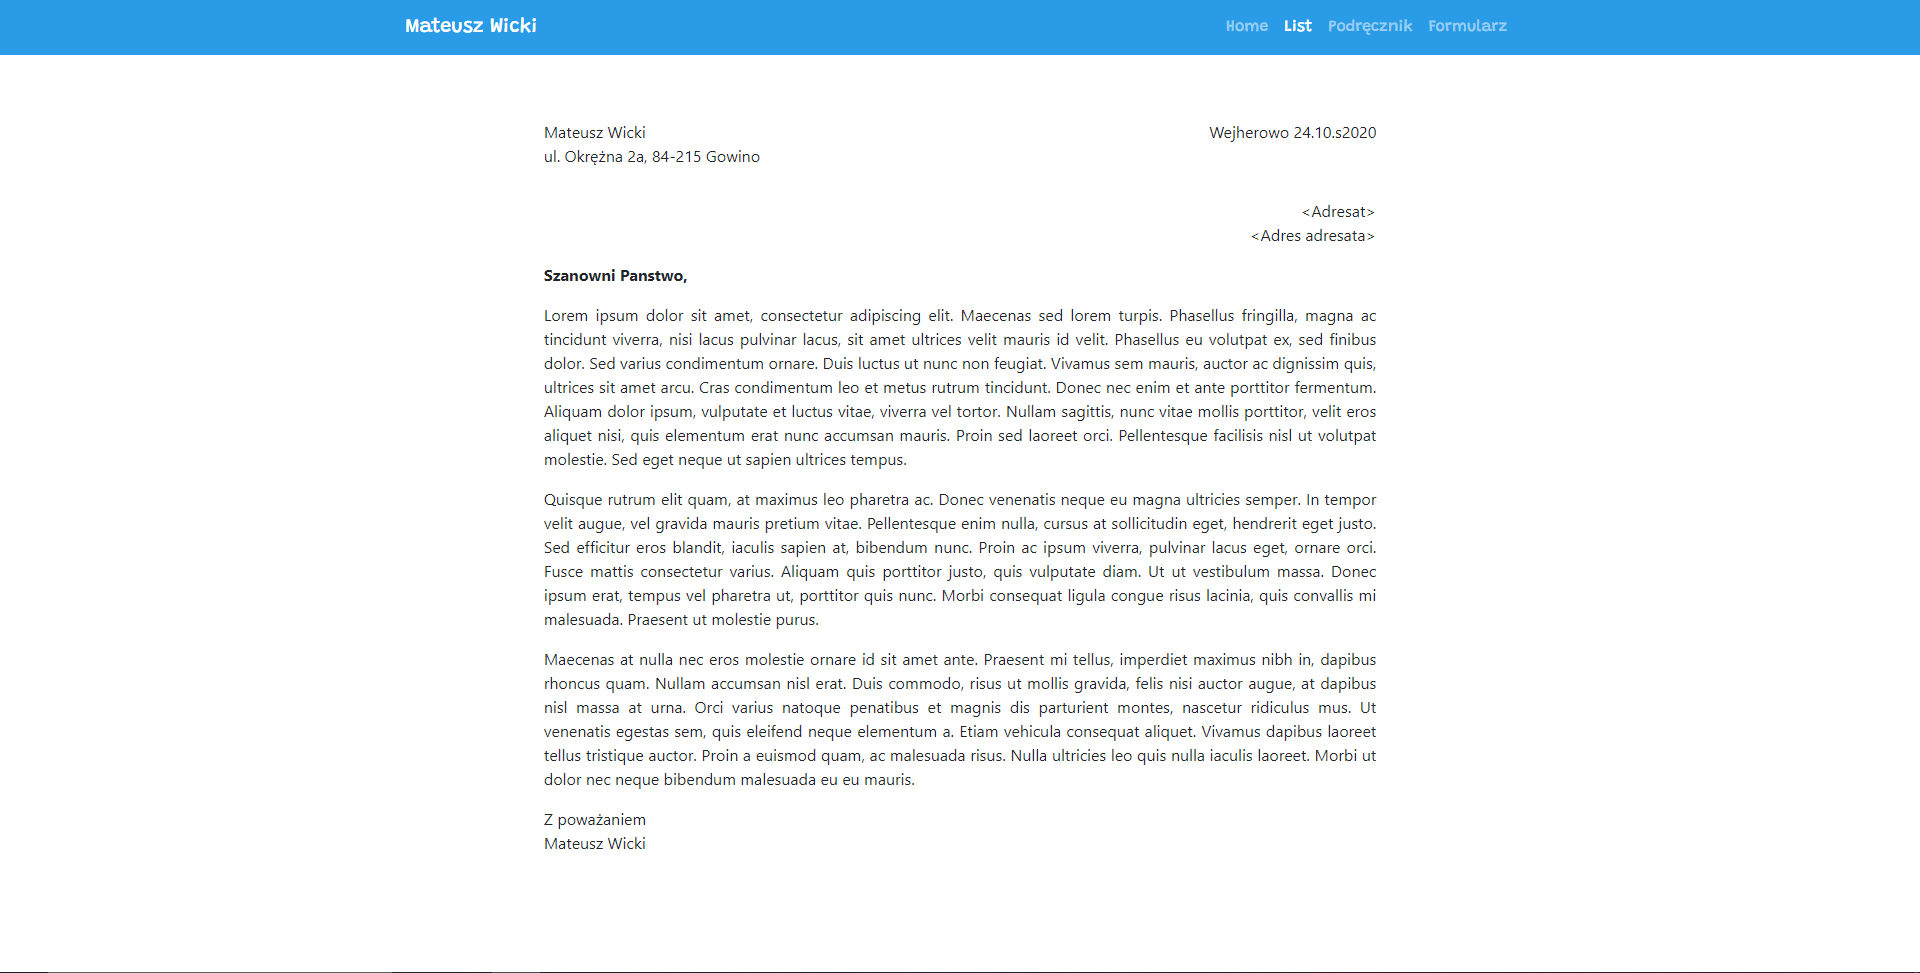 Mateusz Wicki
Home List Podręcznik Formularz
Mateusz Wicki
ul. Okrężna 2a, 84-215 Gowino
Wejherowo 24.10.s2020
<Adresat>
<Adres adresata>
Szanowni Panstwo,
Lorem ipsum dolor sit amet, consectetur adipiscing elit. Maecenas sed lorem turpis. Phasellus fringilla, magna ac
tincidunt viverra, nisi lacus pulvinar lacus, sit amet ultrices velit mauris id velit. Phasellus eu volutpat ex, sed finibus
dolor. Sed varius condimentum ornare. Duis luctus ut nunc non feugiat. Vivamus sem mauris, auctor ac dignissim quis,
ultrices sit amet arcu. Cras condimentum leo et metus rutrum tincidunt. Donec nec enim et ante porttitor fermentum.
Aliquam dolor ipsum, vulputate et luctus vitae, viverra vel tortor. Nullam sagittis, nunc vitae mollis porttitor, velit eros
aliquet nisi, quis elementum erat nunc accumsan mauris. Proin sed laoreet orci. Pellentesque facilisis nisl ut volutpat
molestie. Sed eget neque ut sapien ultrices tempus.
Quisque rutrum elit quam, at maximus leo pharetra ac. Donec venenatis neque eu magna ultricies semper. In tempor
velit augue, vel gravida mauris pretium vitae. Pellentesque enim nulla, cursus at sollicitudin eget, hendrerit eget justo.
Sed efficitur eros blandit, iaculis sapien at, bibendum nunc. Proin ac ipsum viverra, pulvinar lacus eget, ornare orci.
Fusce mattis consectetur varius. Aliquam quis porttitor justo, quis vulputate diam. Ut ut vestibulum massa. Donec
ipsum erat, tempus vel pharetra ut, porttitor quis nunc. Morbi consequat ligula congue risus lacinia, quis convallis mi
malesuada. Praesent ut molestie purus.
Maecenas at nulla nec eros molestie ornare id sit amet ante. Praesent mi tellus, imperdiet maximus nibh in, dapibus
rhoncus quam. Nullam accumsan nisl erat. Duis commodo, risus ut mollis gravida, felis nisi auctor augue, at dapibus
nisl massa at urna. Orci varius natoque penatibus et magnis dis parturient montes, nascetur ridiculus mus. Ut
venenatis egestas sem, quis eleifend neque elementum a. Etiam vehicula consequat aliquet. Vivamus dapibus laoreet
tellus tristique auctor. Proin a euismod quam, ac malesuada risus. Nulla ultricies leo quis nulla iaculis laoreet. Morbi ut
dolor nec neque bibendum malesuada eu eu mauris.
Z poważaniem
Mateusz Wicki